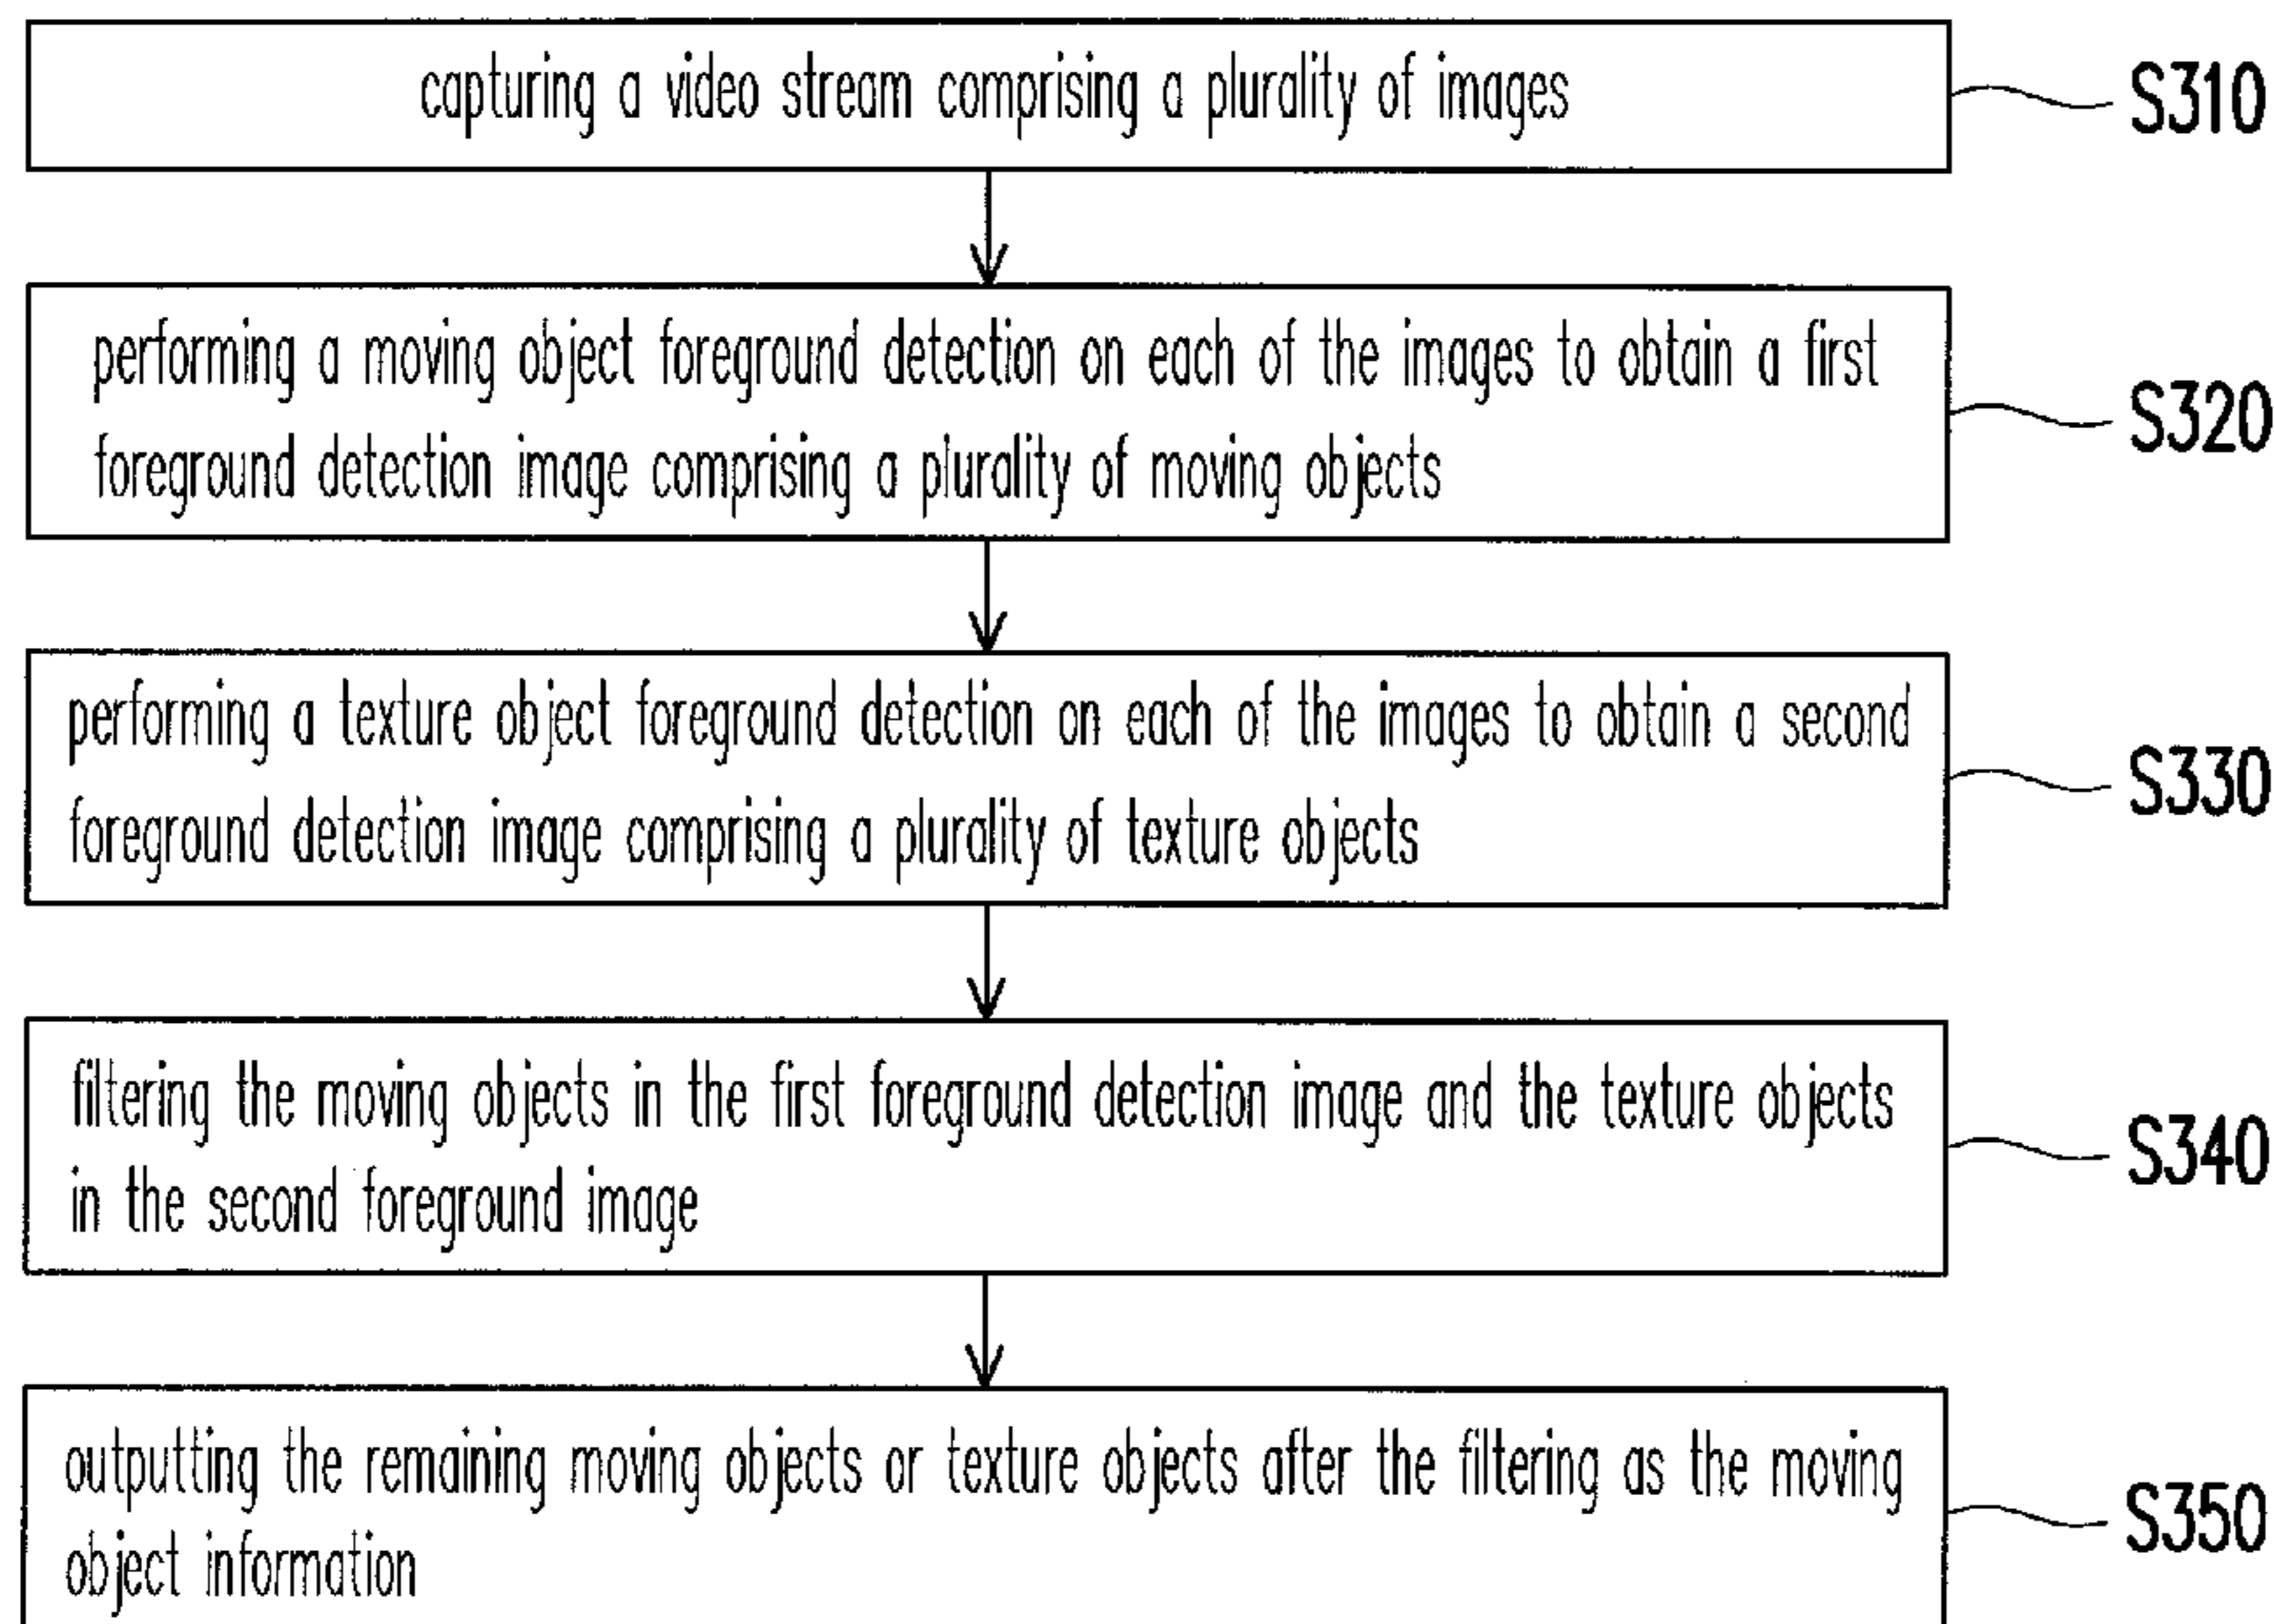 capturing a video stream comprising a plurality of images
S310
performing a moving object foreground detection on each of the images to obtain a first
foreground detection image comprising a plurality of moving objects
S320
performing a texture object foreground detection on each of the images to obtain a second
foreground detection image comprising a plurality of texture objects
S330
filtering the moving objects in the first foreground detection image and the texture objects
in the second foreground image
S340
outputting the remaining moving objects or texture objects after the filtering as the moving
object information
S350